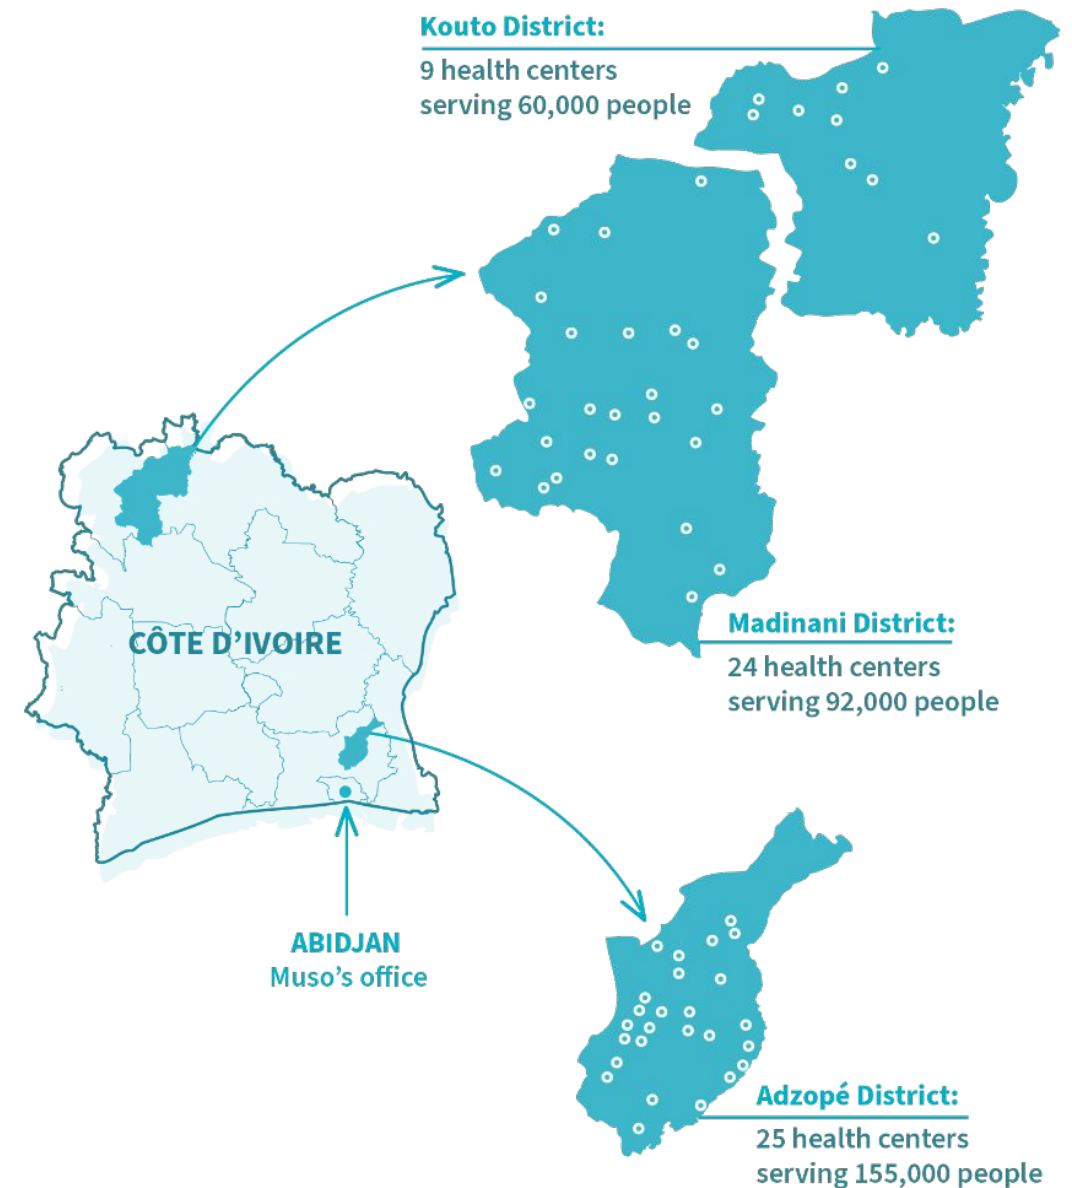 Kouto District:
9 health centers
serving 60,000 people
CÔTE D’IVOIRE
Madinani District:
24 health centers
serving 92,000 people
ABIDJAN
Muso’s office
Adzopé District:
25 health centers
serving 155,000 people